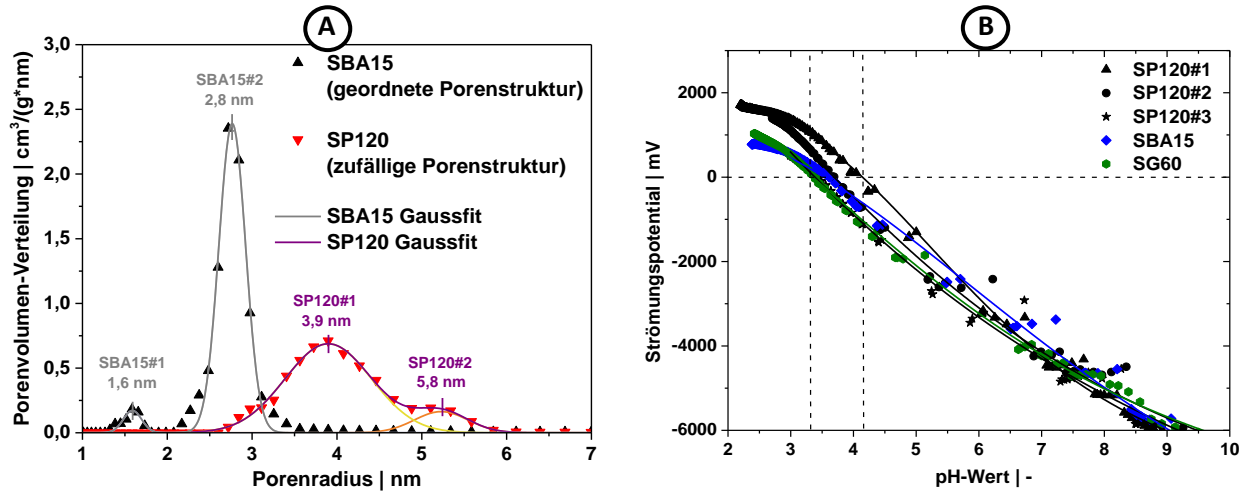 A
3,0
2,5
2,0
1,5
1,0
0,5
0,0
1
2
3
4
5
6
7
Porenvolumen-Verteilung | cm³/(g*nm)
Porenradius | nm
SBA15#2
2,8 nm
SBA15#1
1,6 nm
SP120#1
3,9 nm
SP120#2
5,8 nm
SBA15
(geordnete Porenstruktur)
SP120
(zufällige Porenstruktur)
SBA15 Gaussfit
SP120 Gaussfit
B
2000
0
-2000
-4000
-6000
2
3
4
5
6
7
8
9
10
Strömungspotential | mV
pH-Wert | -
SP120#1
SP120#2
SP120#3
SBA15
SG60